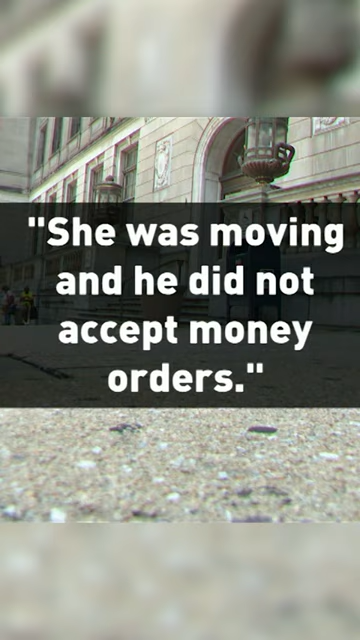 "She was moving
and he did not
accept money
orders."